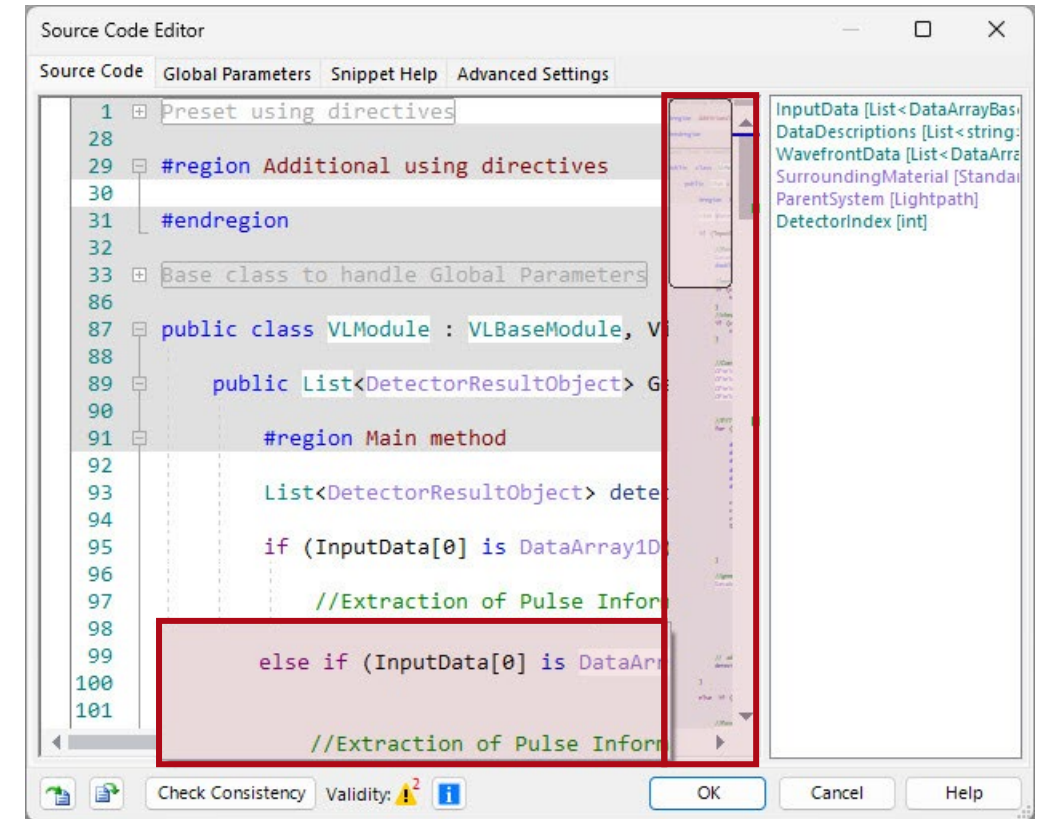 Source Code Editor
Source Code Global Parameters Snippet Help Advanced Settings
1 Preset using directives
28
29 #region Additional using directives
30
31 #endregion
32
33 Base class to handle Global Parameters
86
87 public class VLModule : VLBaseModule, Vi
88
89 public List<DetectorResultObject> Ge
90
91 #region Main method
92
93 List<DetectorResultObject> detec
94
95 if (InputData[0] is DataArray1D
96
97 //Extraction of Pulse Inform
98
99 else if (InputData[0] is DataArr
100
101
//Extraction of Pulse Inform
InputData [List<DataArrayBas
DataDescriptions [List<string>
WavefrontData [List<DataArra
SurroundingMaterial [Standar
ParentSystem [Lightpath]
DetectorIndex [int]
Check Consistency Validity: 2 OK Cancel Help